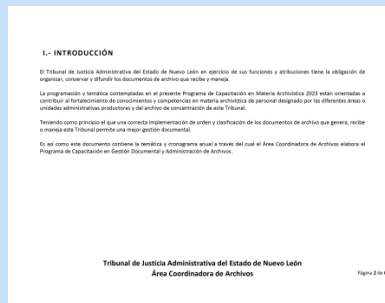 I.- INTRODUCCIÓN
El Tribunal de Justicia Administrativa del Estado de Nuevo León en ejercicio de sus funciones y atribuciones tiene la obligación de
organizar, conservar y difundir los documentos de archivo que recibe y maneja.
La programación y temática contempladas en el presente Programa de Capacitación en Materia Archivística 2023 están orientadas a
contribuir al fortalecimiento de conocimientos y competencias en materia archivística de personal designado por las diferentes áreas o
unidades administrativas productoras y del archivo de concentración de este Tribunal.
Teniendo como principio el que una correcta implementación de orden y clasificación de los documentos de archivo que genera, recibe
o maneja este Tribunal permite una mejor gestión documental.
Es así como este documento contiene la temática y cronograma anual a través del cual el Área Coordinadora de Archivos elabora el
Programa de Capacitación en Gestión Documental y Administración de Archivos.
Tribunal de Justicia Administrativa del Estado de Nuevo León
Área Coordinadora de Archivos
Página 2 de